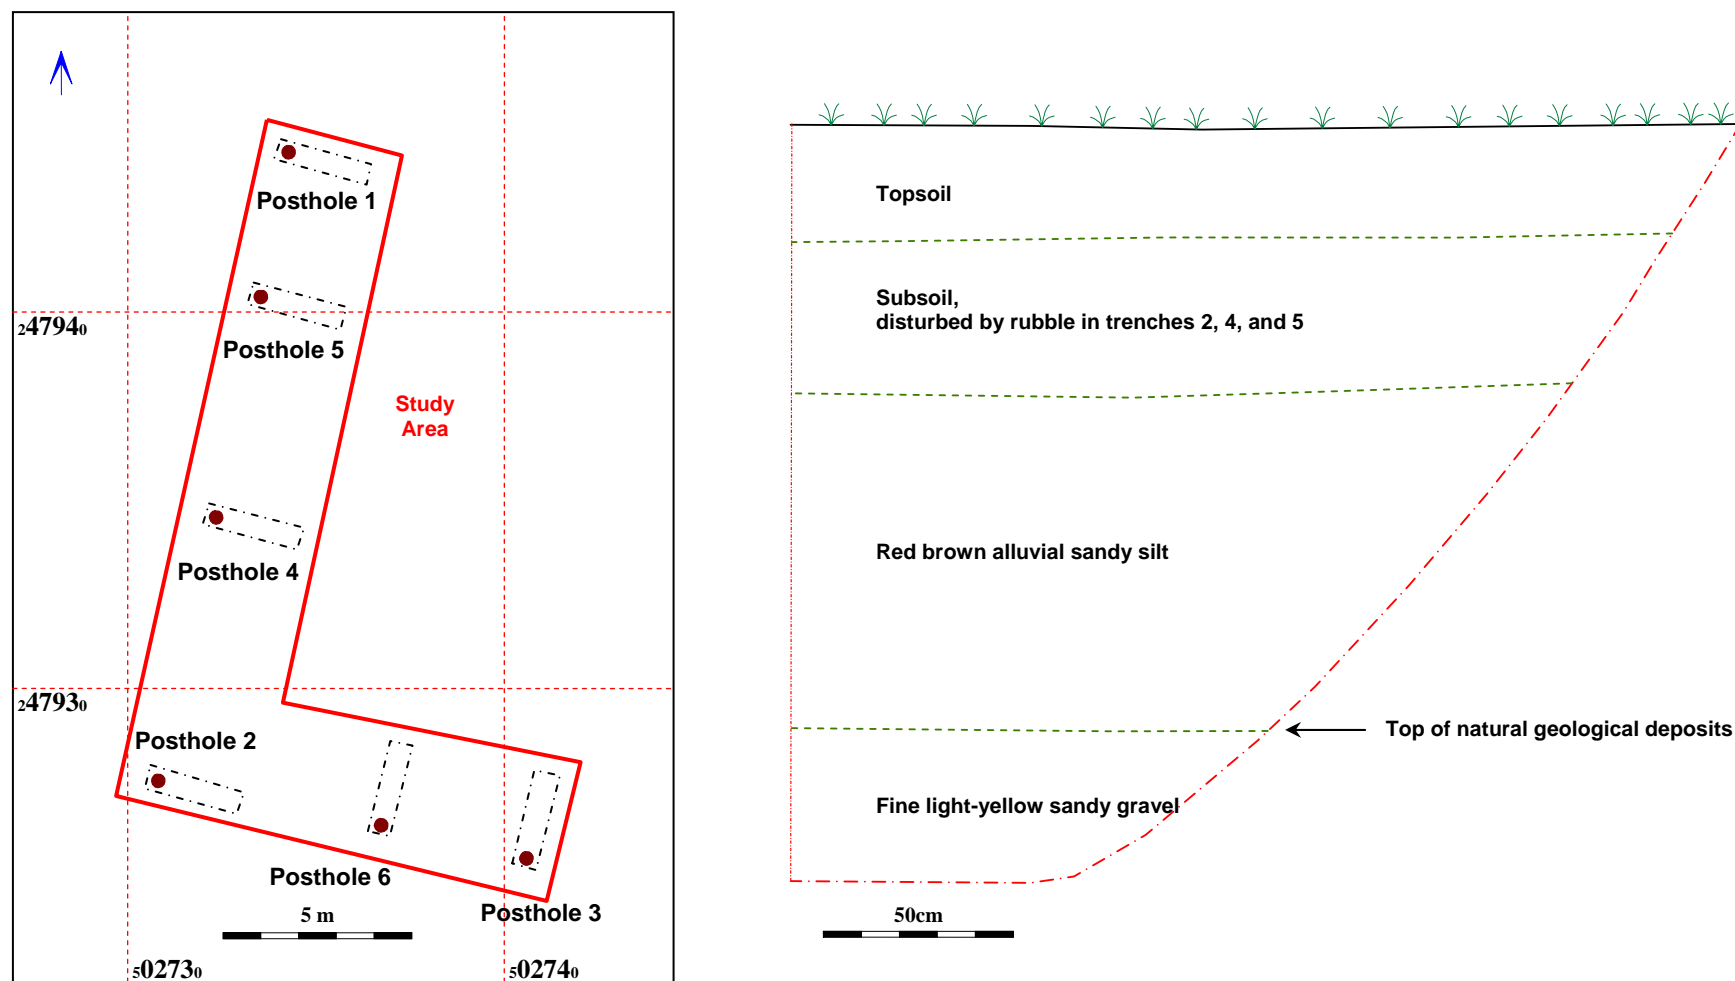 Posthole 1
247940
Posthole 5
Study
Area
Posthole 4
247930
Posthole 2
Posthole 6
Posthole 3
5 m
502730
502740
Topsoil
Subsoil,
disturbed by rubble in trenches 2, 4, and 5
Red brown alluvial sandy silt
Top of natural geological deposits
Fine light-yellow sandy gravel
50cm